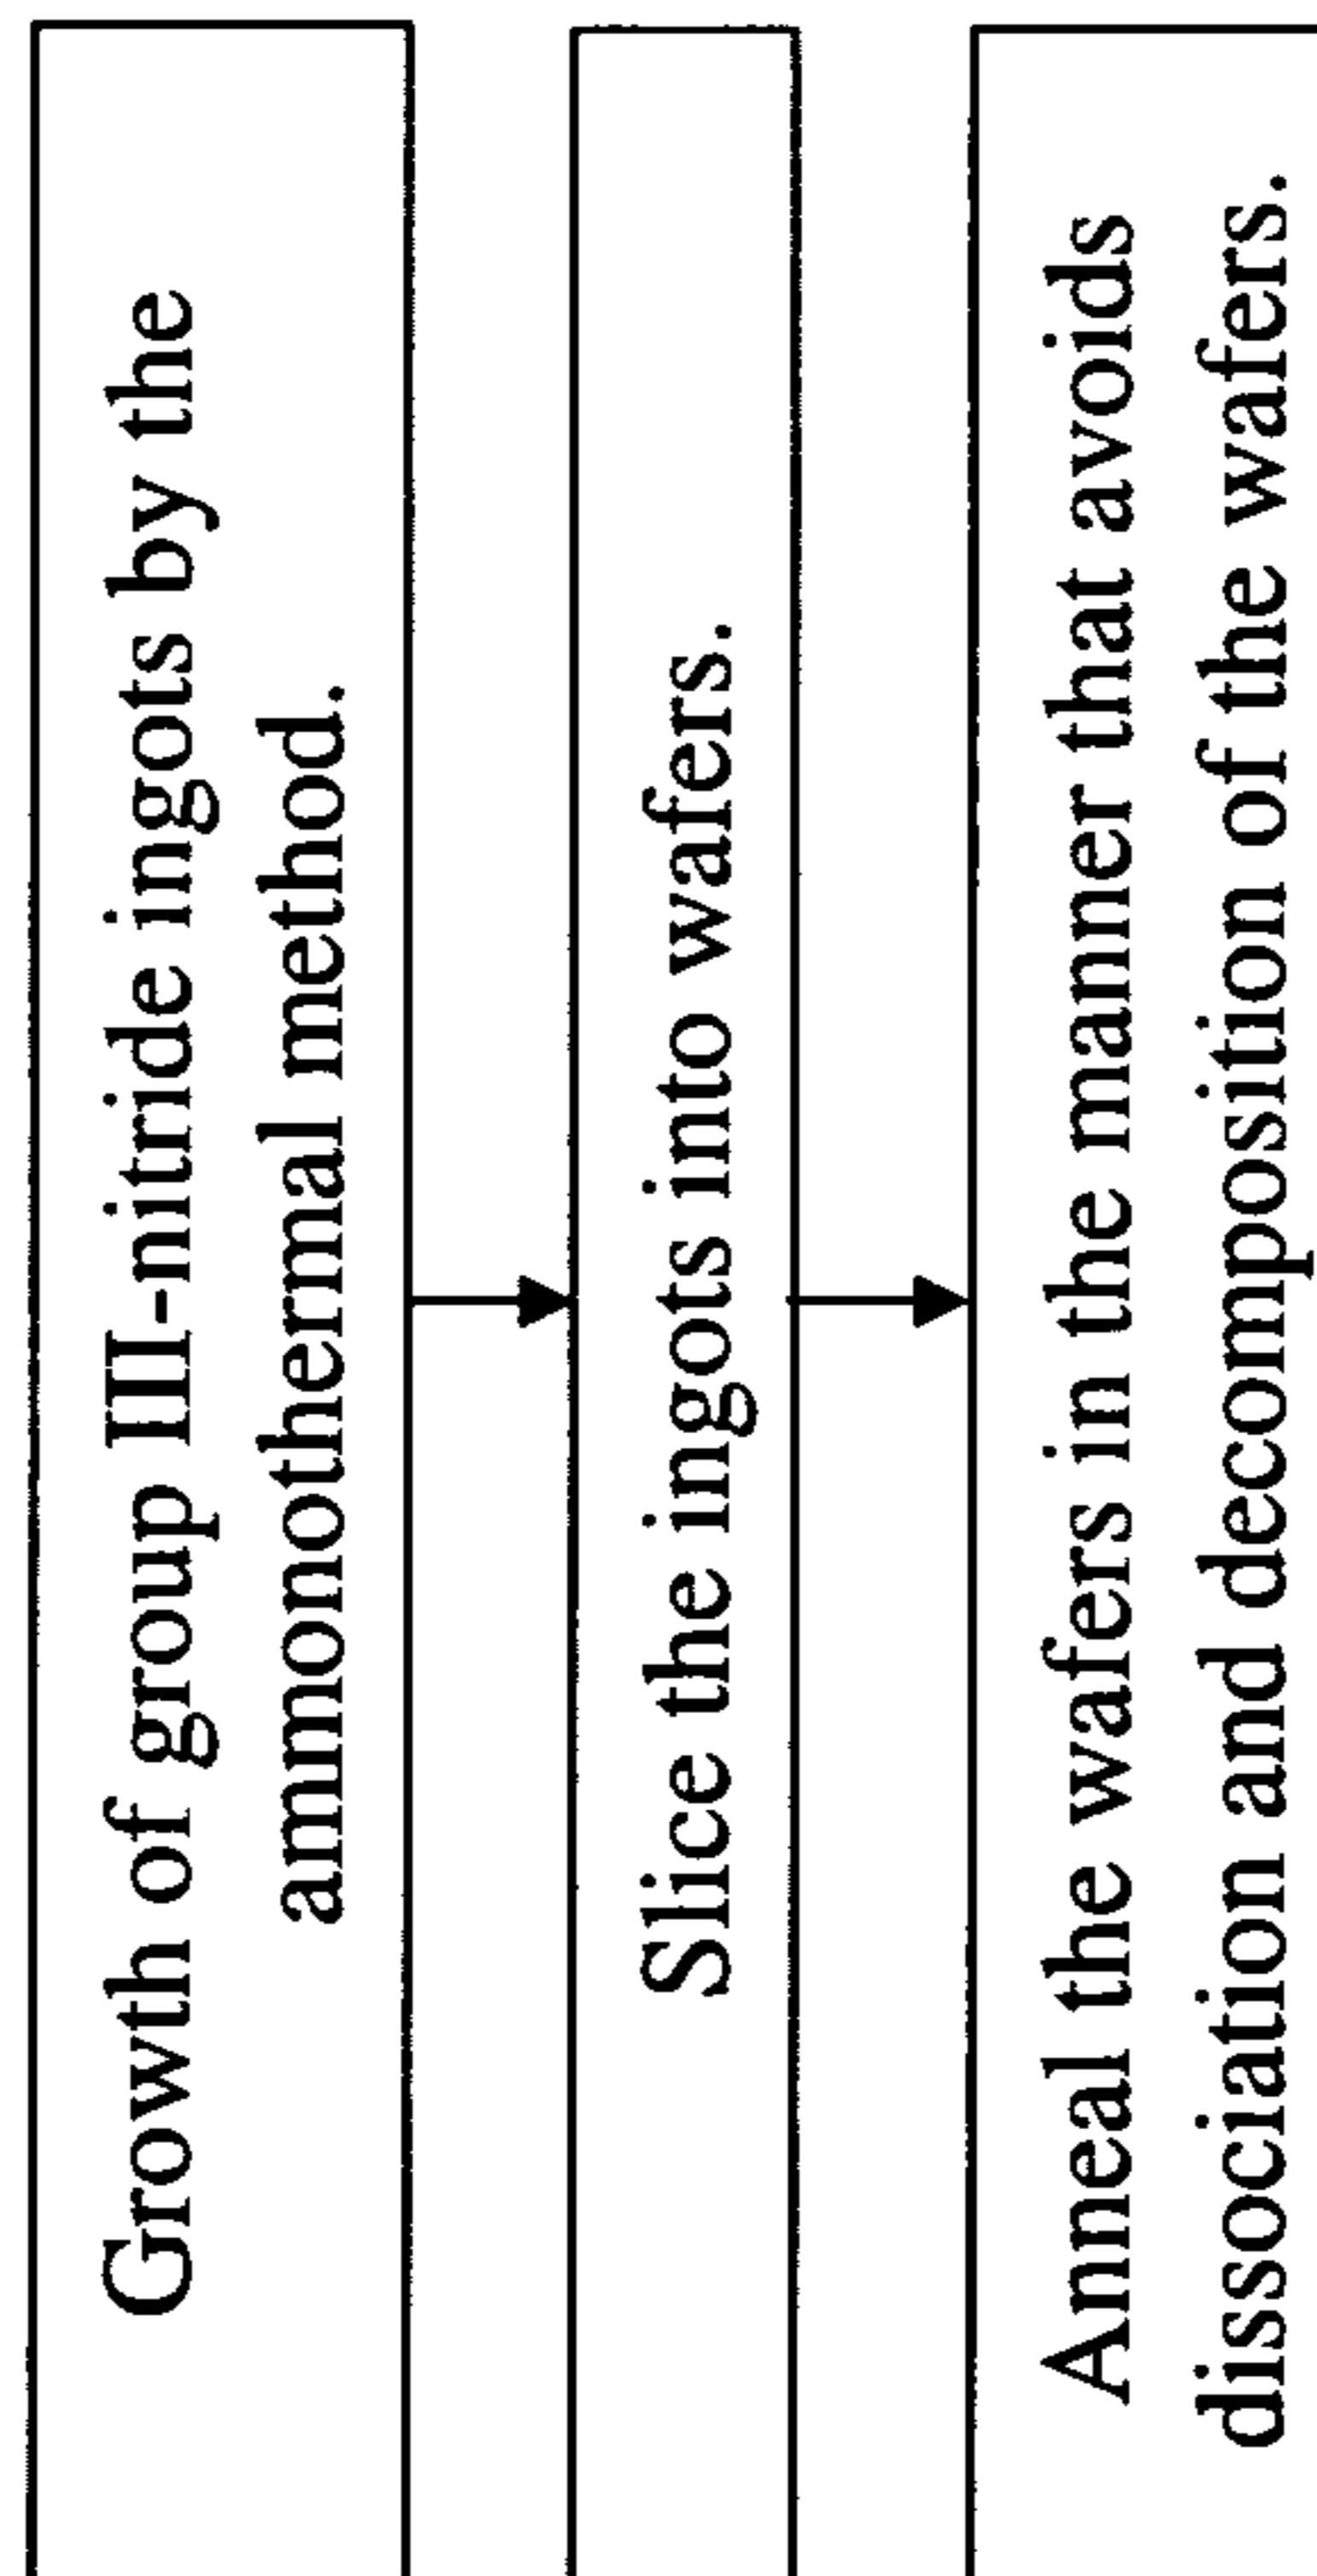 Growth of group III-nitride ingots by the
ammonothermal method.
Slice the ingots into wafers.
Anneal the wafers in the manner that avoids
dissociation and decomposition of the wafers.